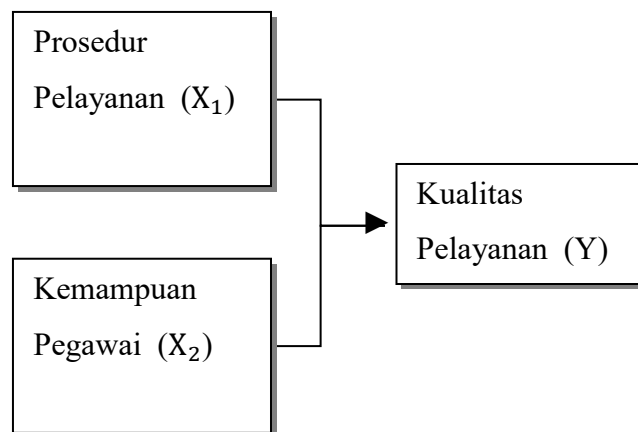 Prosedur
Pelayanan (X₁)
Kualitas
Pelayanan (Y)
Kemampuan
Pegawai (X₂)